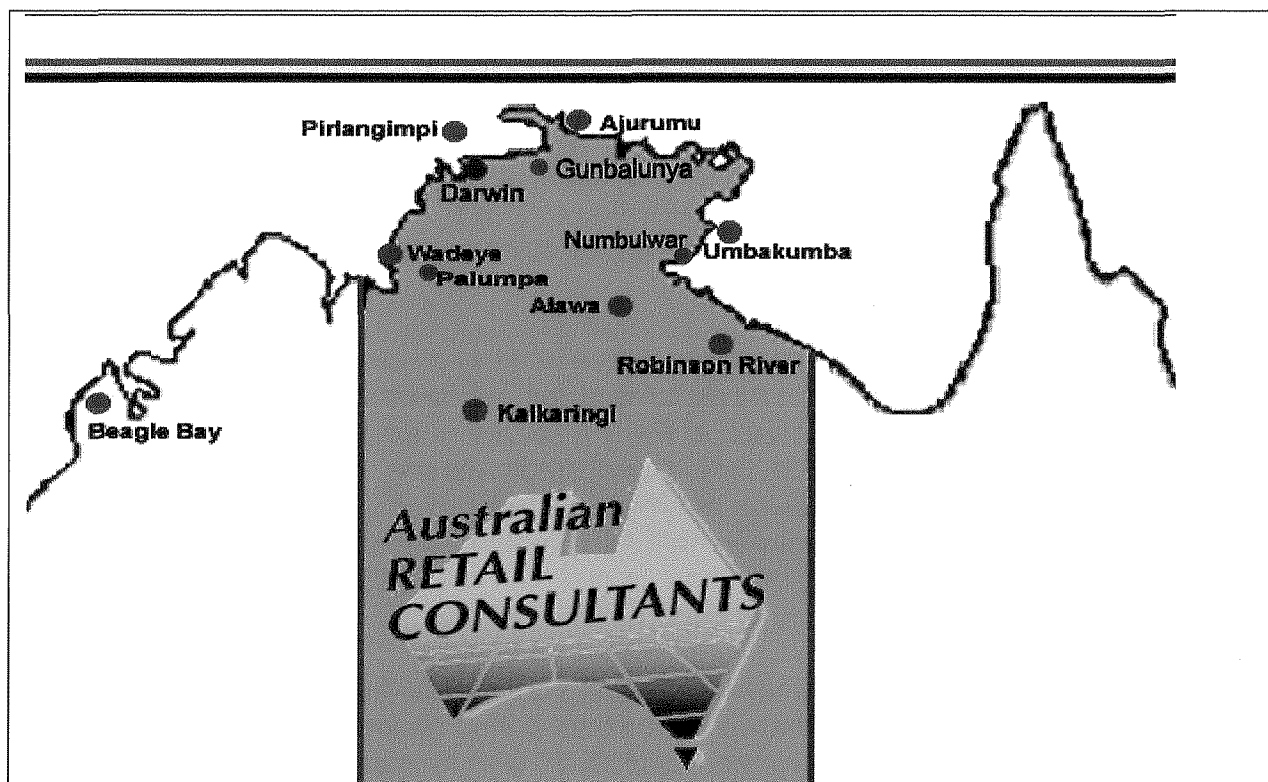 Pirlangimpi
Ajurumu
Darwin
Gunbalunya
Wadeye
Palumpa
Numbulwar
Umbakumba
Alawa
Robinson River
Kalkaringi
Beagle Bay
Australian
RETAIL
CONSULTANTS